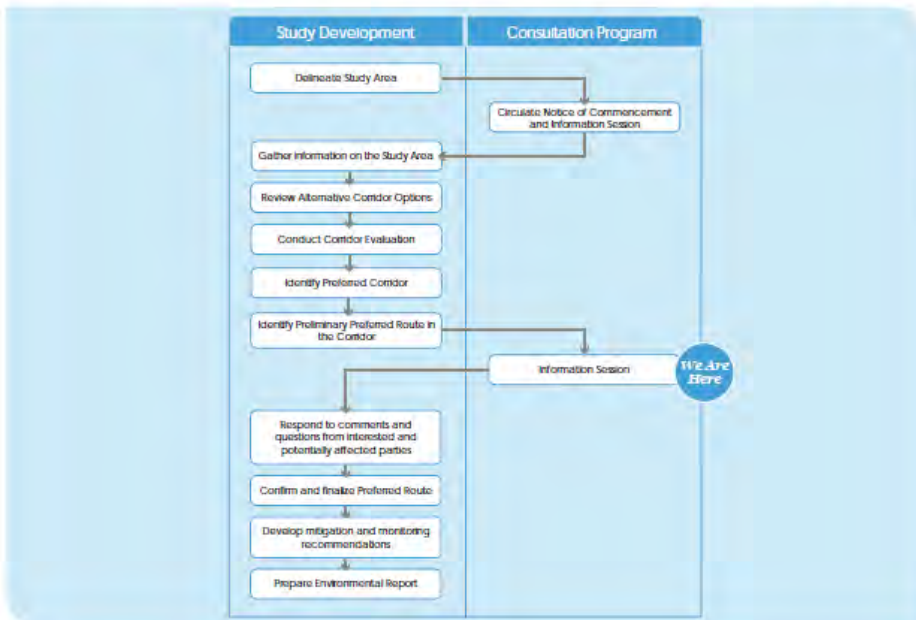 Study Development
Consultation Program
Delineate Study Area
Circulate Notice of Commencement
and Information Session
Gather information on the Study Area
Review Alternative Corridor Options
Conduct Corridor Evaluation
Identify Preferred Corridor
Identify Preliminary Preferred Route in
the Corridor
Information Session
We Are
Here
Respond to comments and
questions from interested and
potentially affected parties
Confirm and finalize Preferred Route
Develop mitigation and monitoring
recommendations
Prepare Environmental Report